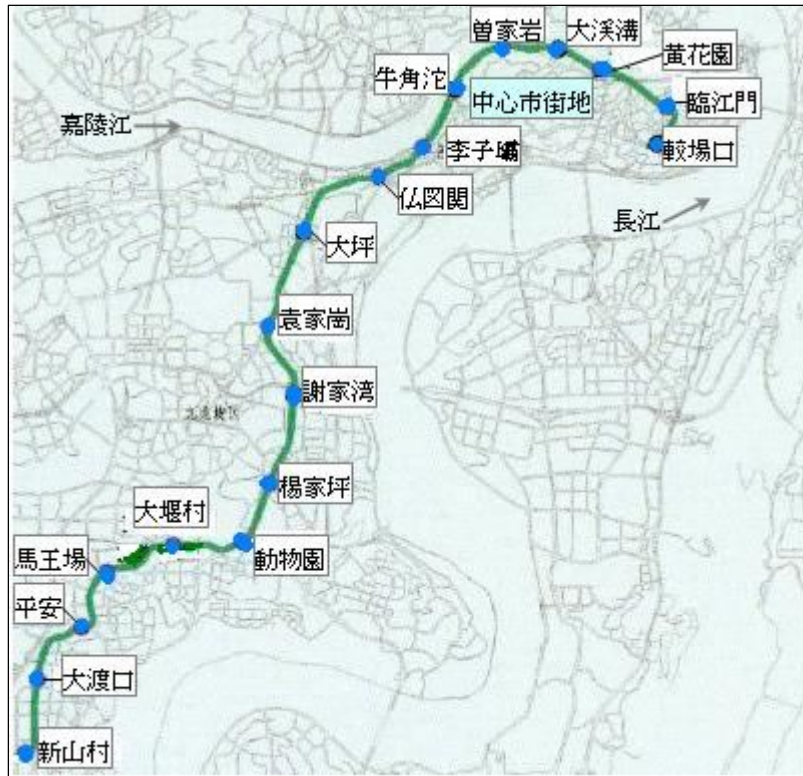 曽家岩
大渓溝
黄花園
牛角沱
中心市街地
臨江門
嘉陵江
李子壩
較場口
仏図関
長江
大坪
袁家崗
謝家湾
楊家坪
大堰村
動物園
馬王場
平安
大渡口
新山村